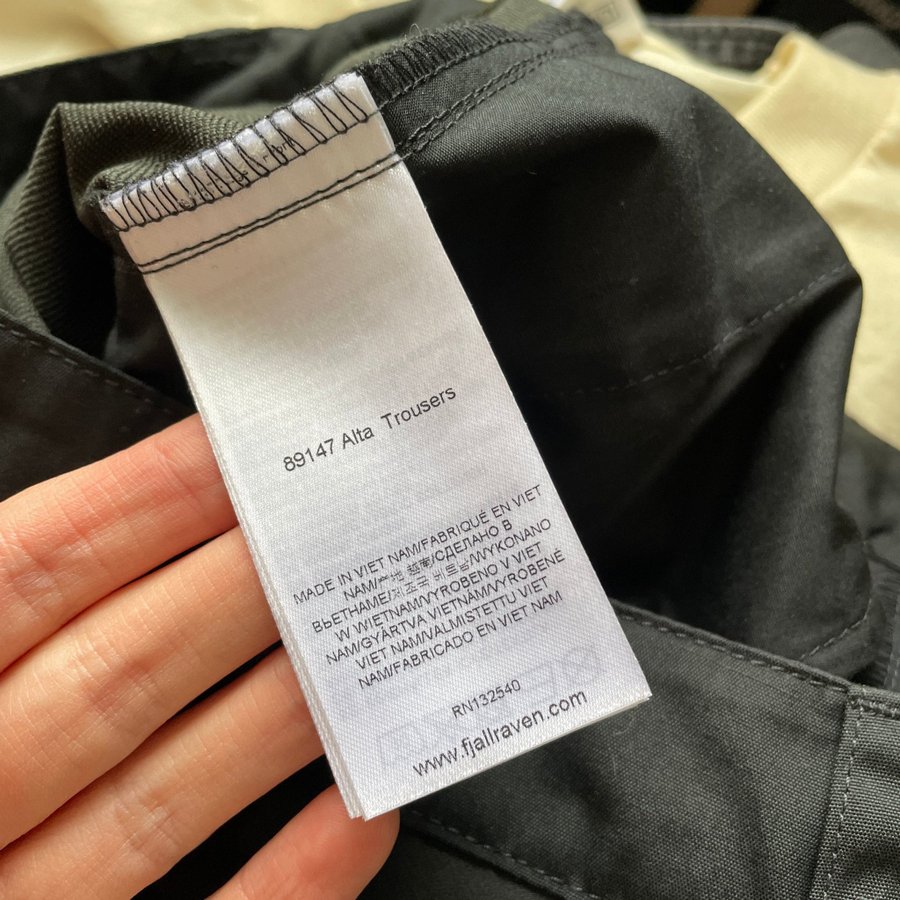 89147 Alta Trousers
MADE IN VIET NAM/FABRIQUÉ EN VIET
NAM/产地 越南/СДЕЛАНО В
ВЬЕТНАМЕ/제조국 베트남/WYKONANO
W WIETNAM/VYROBENO V VIET
NAM/GYÁRTVA VIETNÁM/VYROBENÉ
VIET NAM/VALMISTETTU VIET
NAM/FABRICADO EN VIET NAM
RN132540
www.fjallraven.com